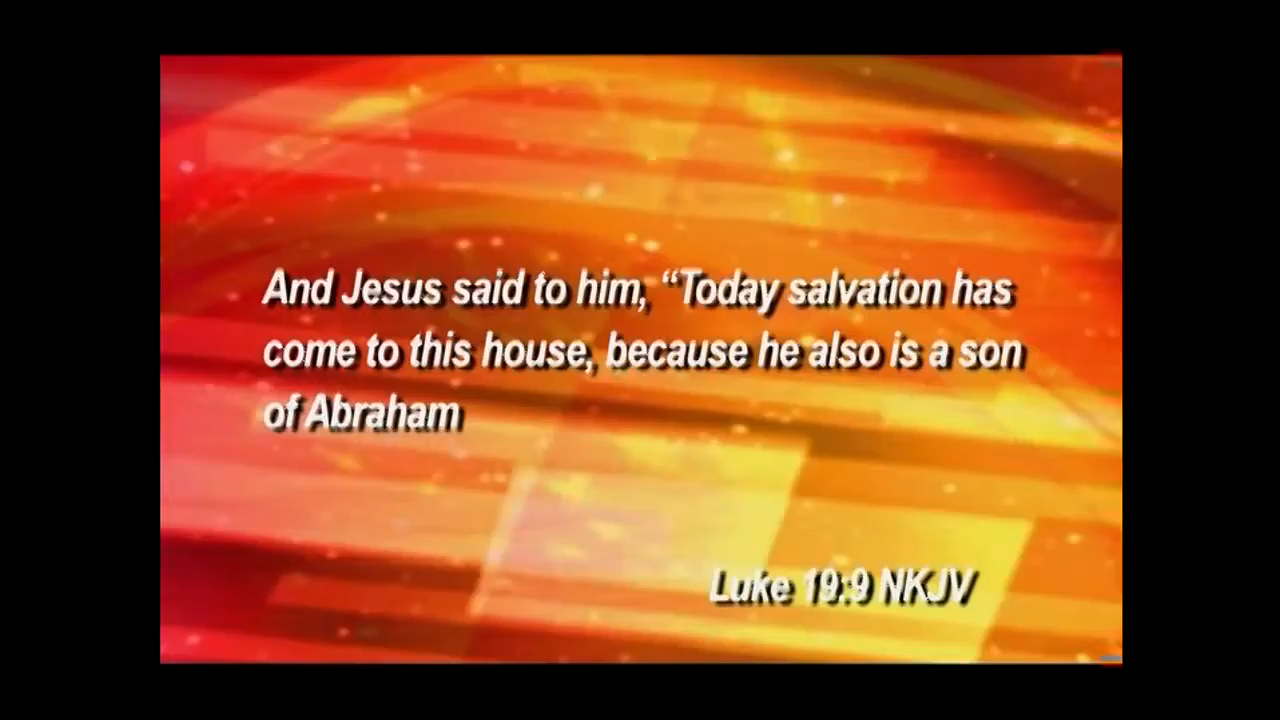 And Jesus said to him, “Today salvation has
come to this house, because he also is a son
of Abraham
Luke 19:9 NKJV